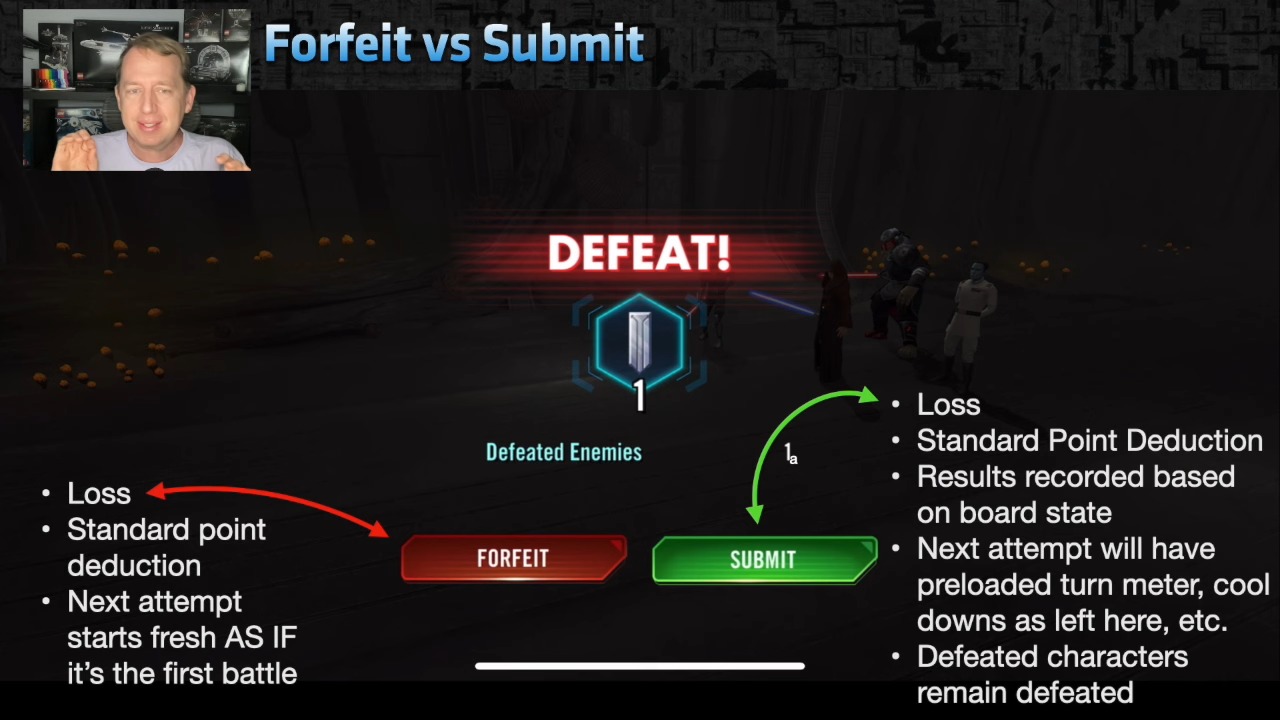 Forfeit vs Submit
DEFEAT!
1
Defeated Enemies
1a
• Loss
• Standard point
deduction
• Next attempt
starts fresh AS IF
it's the first battle
FORFEIT
SUBMIT
• Loss
• Standard Point Deduction
• Results recorded based
on board state
• Next attempt will have
preloaded turn meter, cool
downs as left here, etc.
• Defeated characters
remain defeated